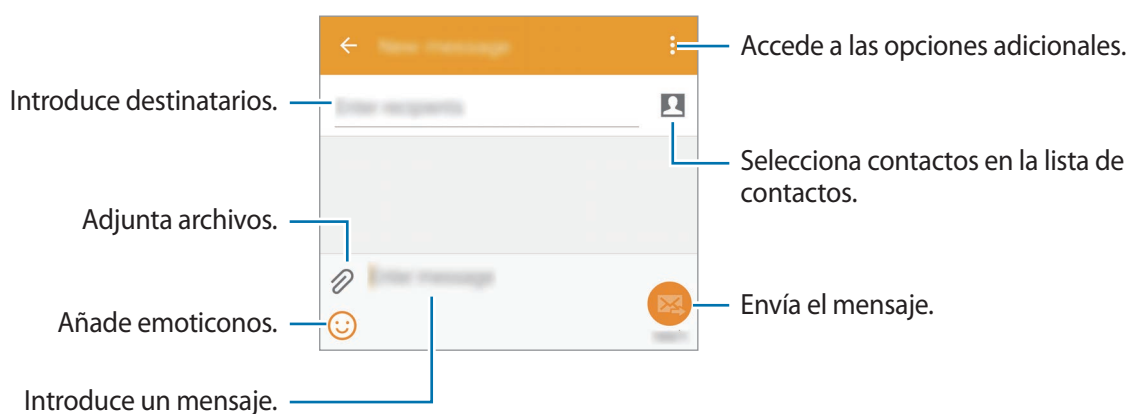 Accede a las opciones adicionales.
Introduce destinatarios.
Selecciona contactos en la lista de
contactos.
Adjunta archivos.
Envía el mensaje.
Añade emoticonos.
Introduce un mensaje.